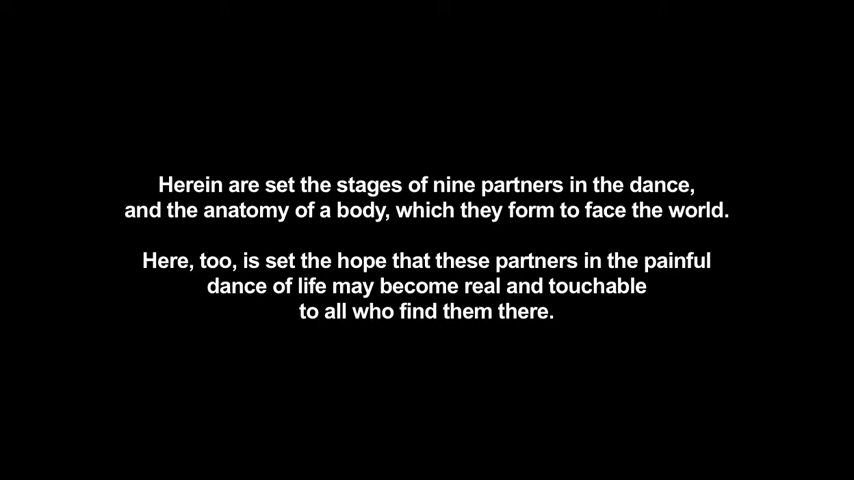 Herein are set the stages of nine partners in the dance,
and the anatomy of a body, which they form to face the world.
Here, too, is set the hope that these partners in the painful
dance of life may become real and touchable
to all who find them there.